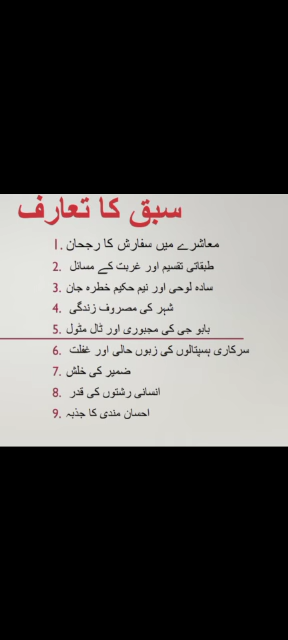 سبق کا تعارف
1. معاشرے میں سفارش کا رجحان
2. طبقاتی تقسیم اور غربت کے مسائل
3. سادہ لوحی اور نیم حکیم خطرہ جان
4. شہر کی مصروف زندگی
5. بابو جی کی مجبوری اور ٹال مٹول
6. سرکاری ہسپتالوں کی زبوں حالی اور غفلت
7. ضمیر کی خلش
8. انسانی رشتوں کی قدر
9. احسان مندی کا جذبہ